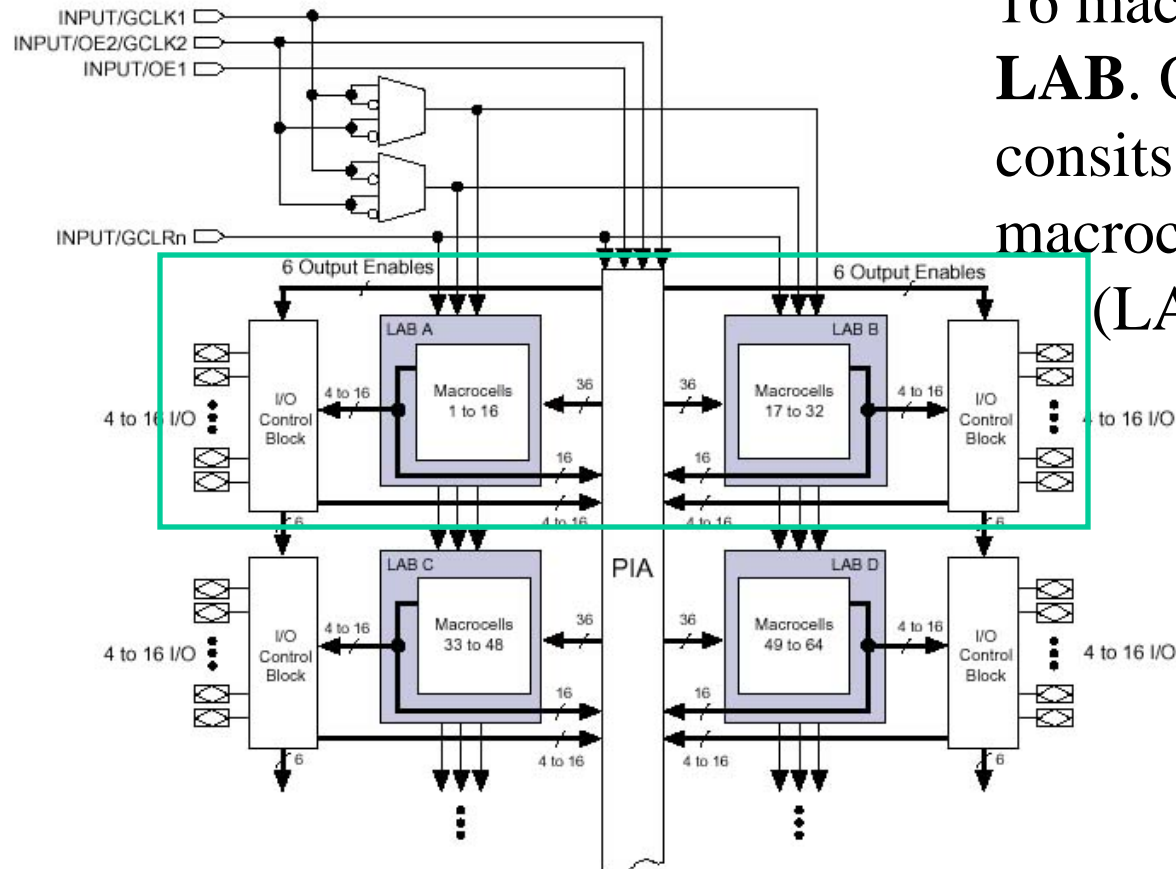 INPUT/GCLK1
INPUT/OE2/GCLK2
INPUT/OE1
INPUT/GCLRn
16
LAB.
consits
(LA
6 Output Enables
6 Output Enables
LAB A
LAB B
Macrocells
1 to 16
Macrocells
17 to 32
I/O
Control
Block
I/O
Control
Block
4 to 16
36
36
4 to 16
4 to 16 I/O
4 to 16 I/O
16
16
4 to 16
4 to 16
6
6
LAB C
PIA
LAB D
Macrocells
33 to 48
Macrocells
49 to 64
I/O
Control
Block
I/O
Control
Block
4 to 16
36
36
4 to 16
4 to 16 I/O
4 to 16 I/O
16
16
4 to 16
4 to 16
6
6